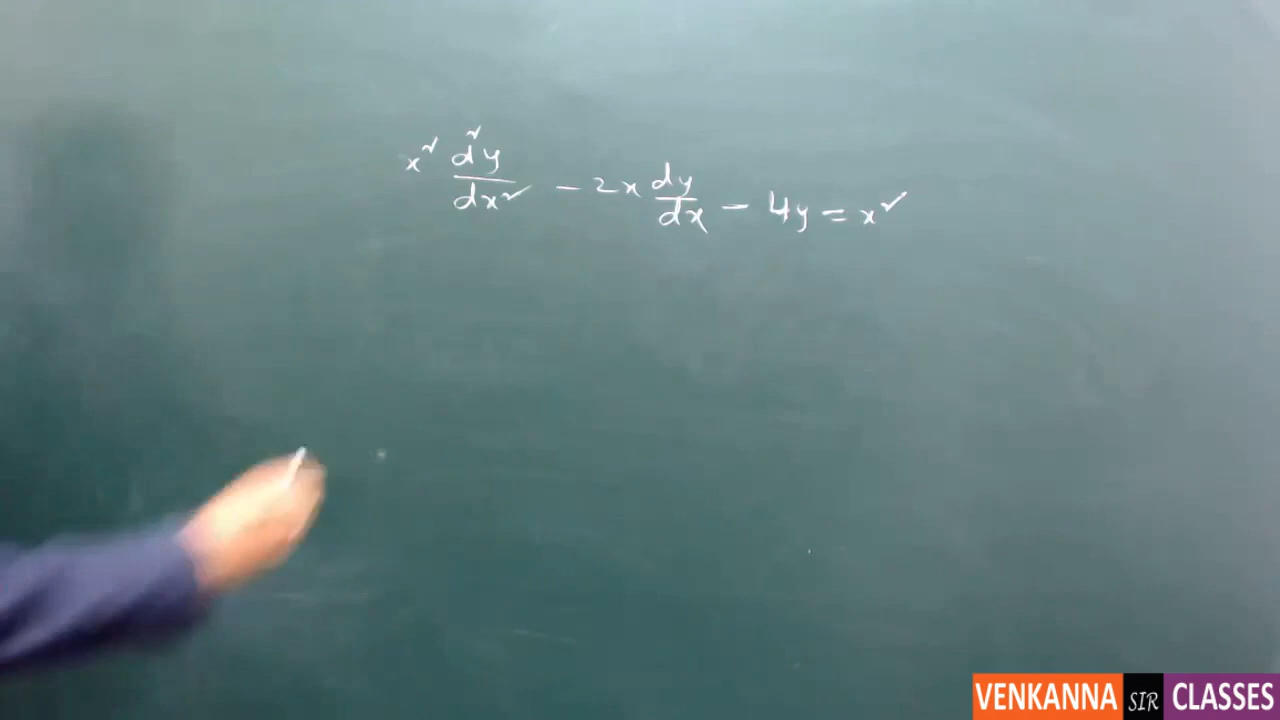 x² d²y/dx² - 2x dy/dx - 4y = x²
VENKANNA SIR CLASSES